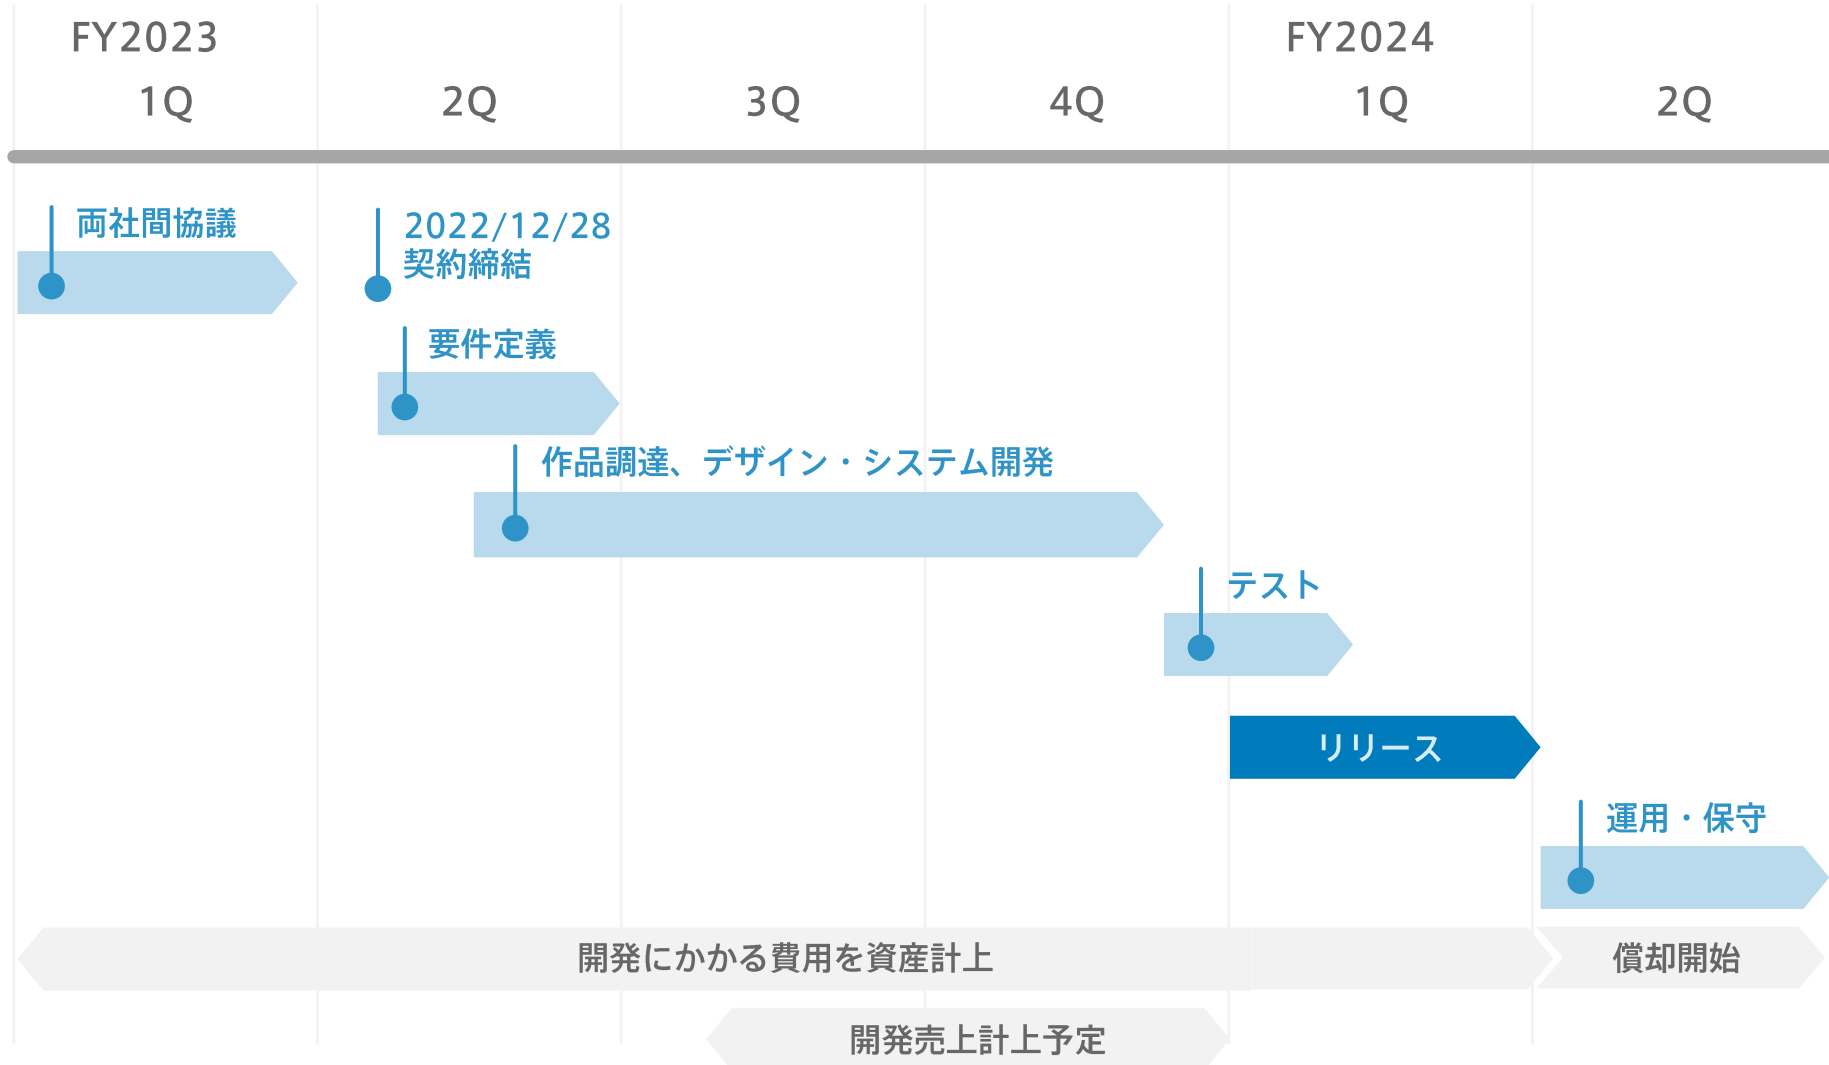 FY2023
FY2024
1Q
2Q
3Q
4Q
1Q
2Q
両社間協議
2022/12/28
契約締結
要件定義
作品調達、デザイン・システム開発
テスト
リリース
運用・保守
開発にかかる費用を資産計上
償却開始
開発売上計上予定